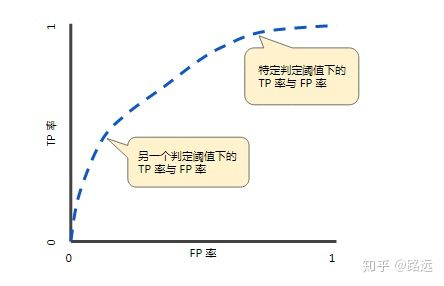 1
TP 率
0
特定判定阈值下的
TP 率与 FP 率
另一个判定阈值下的
TP 率与 FP 率
0
FP 率
1
知乎 @路远